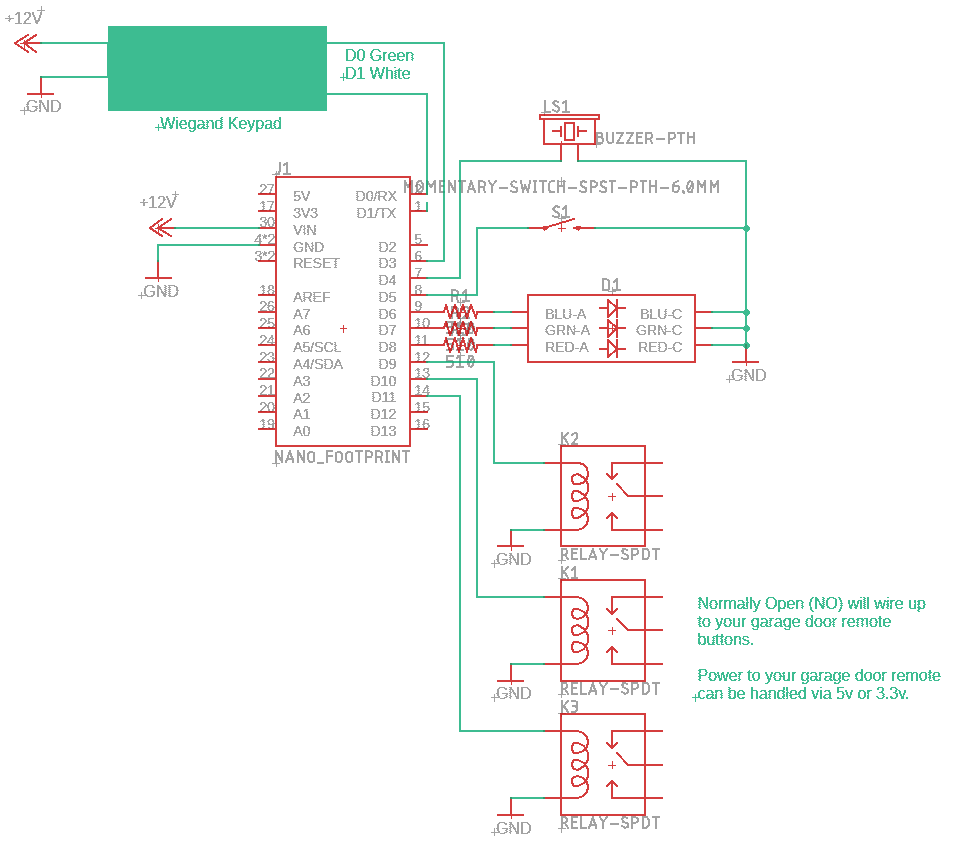 +12V
GND
D0 Green
D1 White
Wiegand Keypad
LS1
BUZZER-PTH
MOMENTARY-SWITCH-SPST-PTH-6.0MM
S1
J1
+12V
GND
27 5V D0/RX
17 3V3 D1/TX 1
30 VIN
4*2 GND D2 5
3*2 RESET D3 6
D4 7
18 AREF D5 8
26 A7 D6 9
25 A6 D7 10
24 A5/SCL D8 11
23 A4/SDA D9 12
22 A3 D10 13
21 A2 D11 14
20 A1 D12 15
19 A0 D13 16
NANO_FOOTPRINT
R1
510
D1
BLU-A BLU-C
GRN-A GRN-C
RED-A RED-C
GND
K2
GND
RELAY-SPDT
K1
GND
RELAY-SPDT
K3
GND
RELAY-SPDT
Normally Open (NO) will wire up
to your garage door remote
buttons.
Power to your garage door remote
can be handled via 5v or 3.3v.